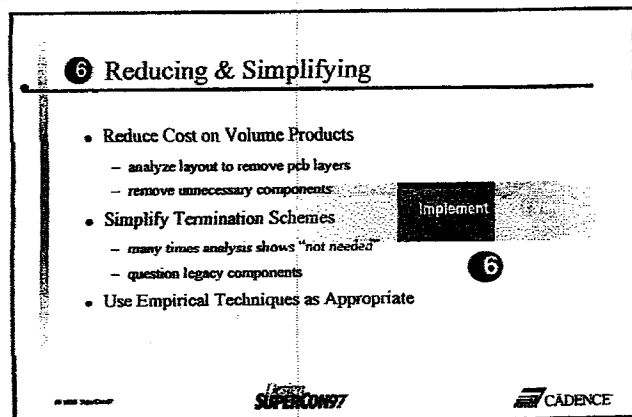 6 Reducing & Simplifying
• Reduce Cost on Volume Products
– analyze layout to remove pcb layers
– remove unnecessary components
• Simplify Termination Schemes
– many times analysis shows "not needed"
– question legacy components
• Use Empirical Techniques as Appropriate
Implement
6
Design
SUPERCON97
CADENCE